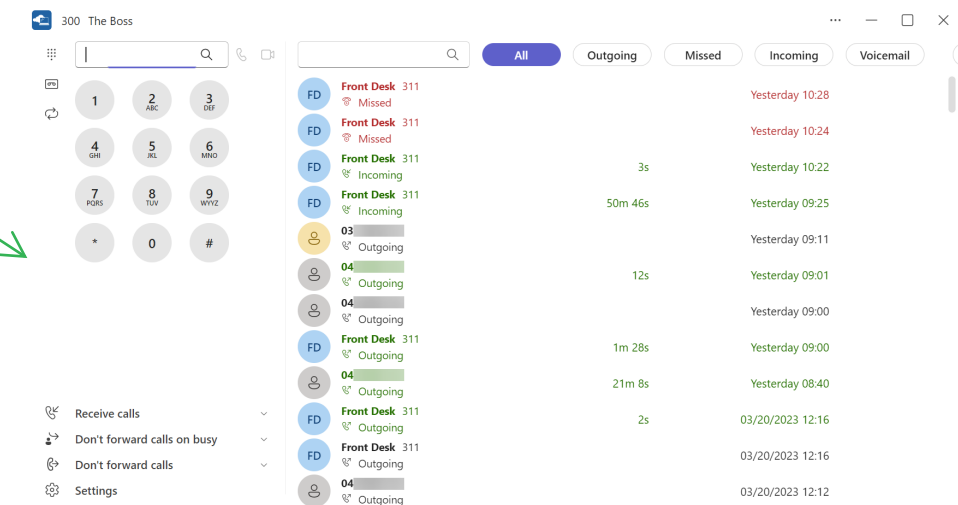 300 The Boss
All Outgoing Missed Incoming Voicemail
1 2 ABC 3 DEF
4 GHI 5 JKL 6 MNO
7 PQRS 8 TUV 9 WYYZ
* 0 #
Receive calls
Don't forward calls on busy
Don't forward calls
Settings
FD Front Desk 311 Yesterday 10:28
Missed
FD Front Desk 311 Yesterday 10:24
Missed
FD Front Desk 311 3s Yesterday 10:22
Incoming
FD Front Desk 311 50m 46s Yesterday 09:25
Incoming
03 Yesterday 09:11
Outgoing
04 12s Yesterday 09:01
Outgoing
04 Yesterday 09:00
Outgoing
FD Front Desk 311 1m 28s Yesterday 09:00
Outgoing
04 21m 8s Yesterday 08:40
Outgoing
FD Front Desk 311 2s 03/20/2023 12:16
Outgoing
FD Front Desk 311 03/20/2023 12:16
Outgoing
04 03/20/2023 12:12
Outgoing